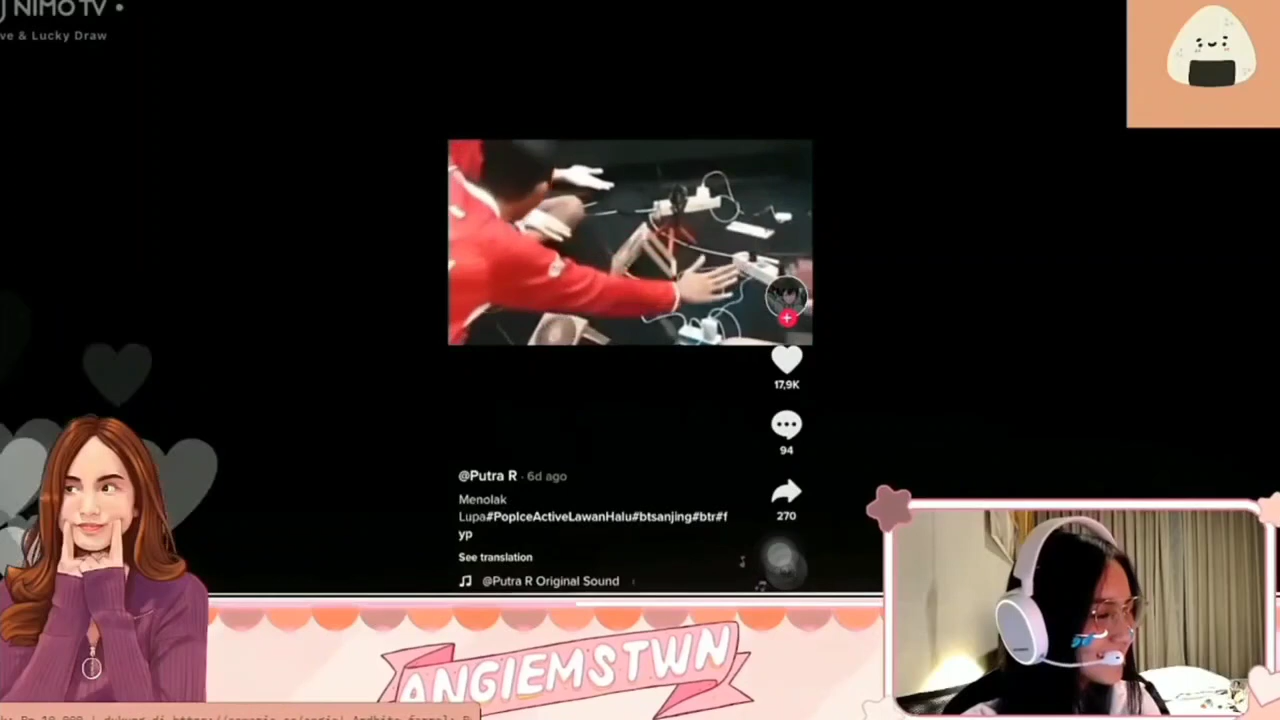 NIMO TV •
ve & Lucky Draw
17,9K
94
@Putra R · 6d ago
Menolak
Lupa#PopIceActiveLawanHalu#btsanjing#btr#f
yp
270
See translation
@Putra R Original Sound
ANGIEMSTWN